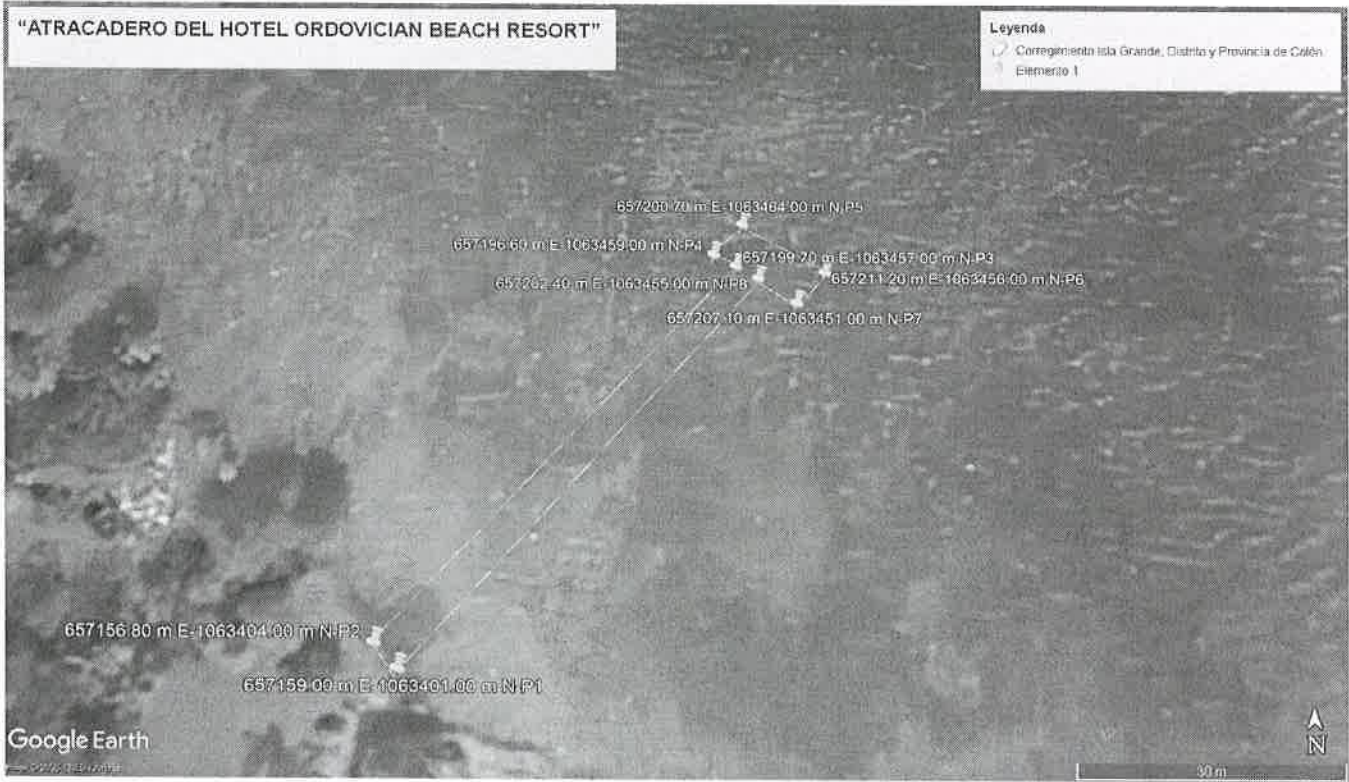 "ATRACADERO DEL HOTEL ORDOVICIAN BEACH RESORT"
Leyenda
Corregimiento Isla Grande, Distrito y Provincia de Colón
Elemento 1
657200.70 m E-1063464.00 m N-P5
657196.60 m E-1063459.00 m N-P4
657199.70 m E-1063457.00 m N-P3
657202.40 m E-1063455.00 m N-P8
657211.20 m E-1063456.00 m N-P6
657207.10 m E-1063451.00 m N-P7
657156.80 m E-1063404.00 m N-P2
657159.00 m E-1063401.00 m N-P1
Google Earth
N
30 m